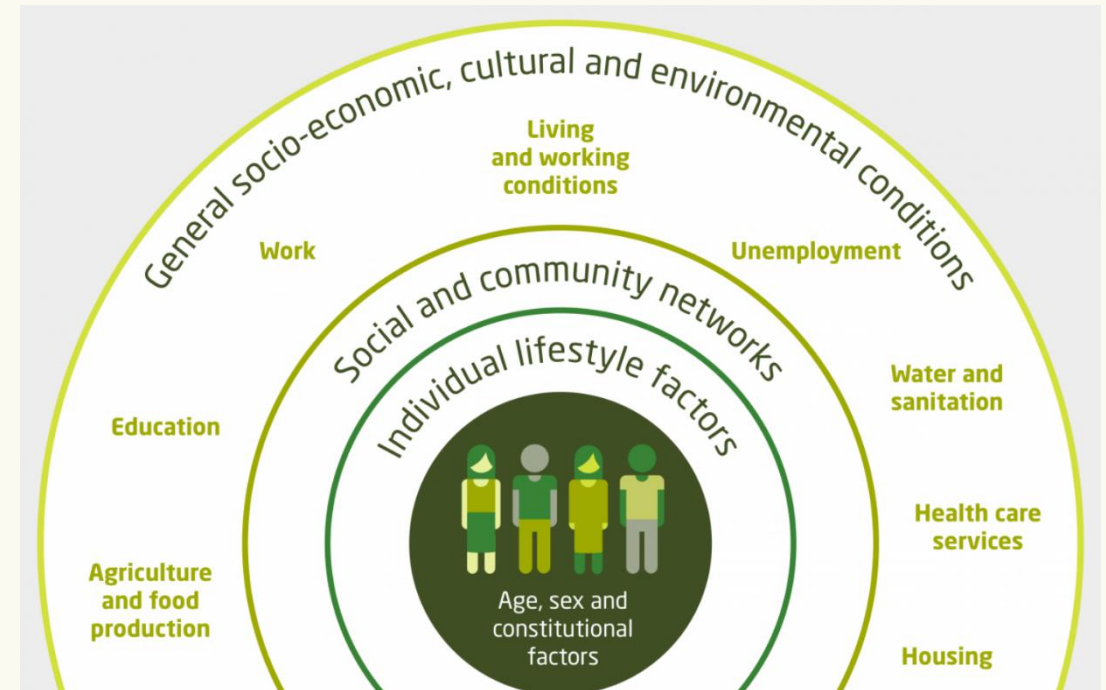 General socio-economic, cultural and environmental conditions
Living
and working
conditions
Work
Unemployment
Social and community networks
Individual lifestyle factors
Water and
sanitation
Education
Health care
services
Agriculture
and food
production
Age, sex and
constitutional
factors
Housing